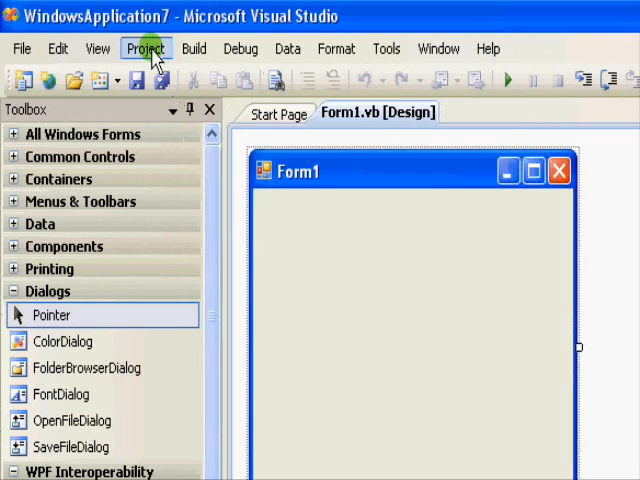 WindowsApplication7 - Microsoft Visual Studio
File Edit View Project Build Debug Data Format Tools Window Help
Toolbox
Start Page Form1.vb [Design]
All Windows Forms
Common Controls
Containers
Menus & Toolbars
Data
Components
Printing
Dialogs
Pointer
ColorDialog
FolderBrowserDialog
FontDialog
OpenFileDialog
SaveFileDialog
WPF Interoperability
Form1